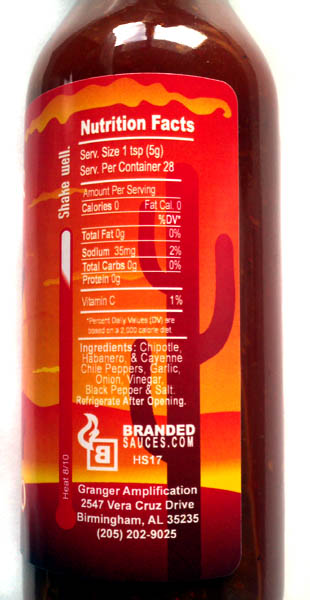 Nutrition Facts
Serv. Size 1 tsp (5g)
Serv. Per Container 28
Amount Per Serving
Calories 0 Fat Cal. 0
%DV*
Total Fat 0g 0%
Sodium 35mg 2%
Total Carbs 0g 0%
Protein 0g
Vitamin C 1%
*Percent Daily Values (DV) are
based on a 2,000 calorie diet.
Ingredients: Chipotle,
Habanero, & Cayenne
Chile Peppers, Garlic,
Onion, Vinegar,
Black Pepper & Salt.
Refrigerate After Opening.
B
BRANDED
SAUCES.COM
HS17
Granger Amplification
2547 Vera Cruz Drive
Birmingham, AL 35235
(205) 202-9025
Shake well.
Heat 8/10